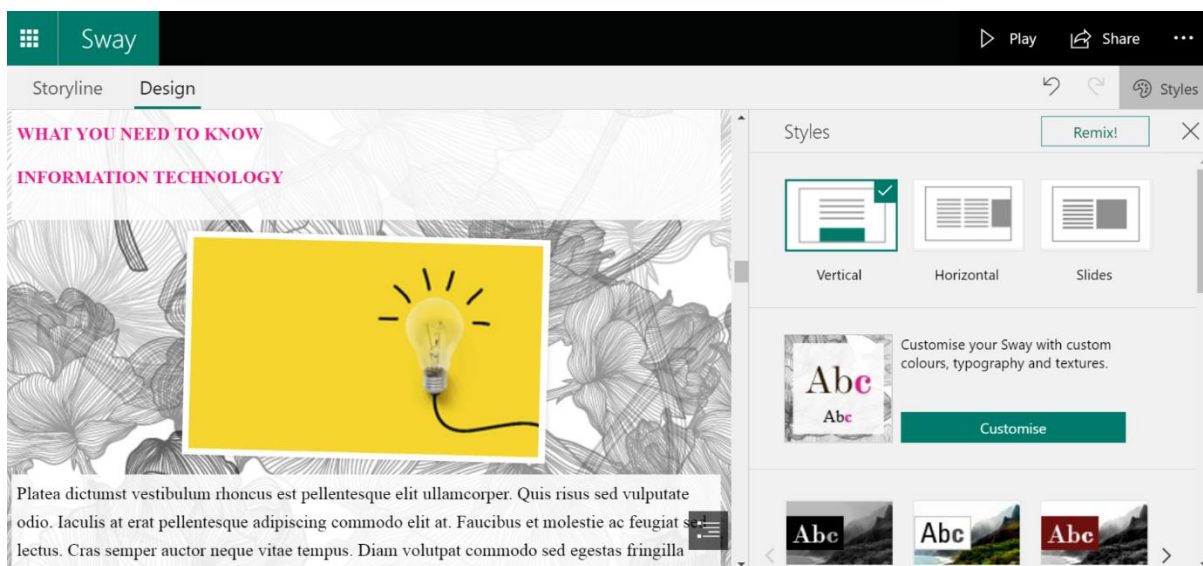 Sway
Play
Share
Storyline
Design
Styles
WHAT YOU NEED TO KNOW
INFORMATION TECHNOLOGY
Platea dictumst vestibulum rhoncus est pellentesque elit ullamcorper. Quis risus sed vulputate
odio. Iaculis at erat pellentesque adipiscing commodo elit at. Faucibus et molestie ac feugiat sed
lectus. Cras semper auctor neque vitae tempus. Diam volutpat commodo sed egestas fringilla
Styles
Remix!
Vertical
Horizontal
Slides
Abc
Abc
Customise your Sway with custom
colours, typography and textures.
Customise
Abc
Abc
Abc